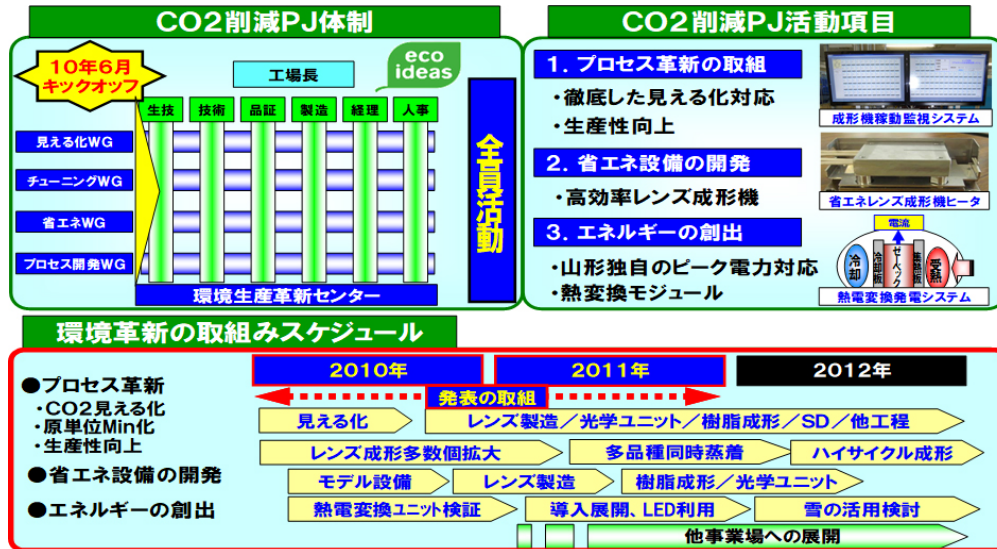 CO2削減PJ体制
10年6月
キックオッフ
eco
ideas
工場長
生技 技術 品証 製造 経理 人事
見える化WG
チューニングWG
省エネWG
プロセス開発WG
環境生産革新センター
全員活動
CO2削減PJ活動項目
1. プロセス革新の取組
・徹底した見える化対応
・生産性向上
成形機稼動監視システム
2. 省エネ設備の開発
・高効率レンズ成形機
省エネレンズ成形機ヒータ
3. エネルギーの創出
・山形独自のピーク電力対応
・熱変換モジュール
電流
冷却 冷却板 ゼーベック 集熱板 受熱
熱電変換発電システム
環境革新の取組みスケジュール
2010年 2011年 2012年
発表の取組
●プロセス革新
・CO2見える化
・原単位Min化
・生産性向上
●省エネ設備の開発
●エネルギーの創出
見える化 レンズ製造/光学ユニット/樹脂成形/SD/他工程
レンズ成形多数個拡大 多品種同時蒸着 ハイサイクル成形
モデル設備 レンズ製造 樹脂成形/光学ユニット
熱電変換ユニット検証 導入展開、LED利用 雪の活用検討
他事業場への展開